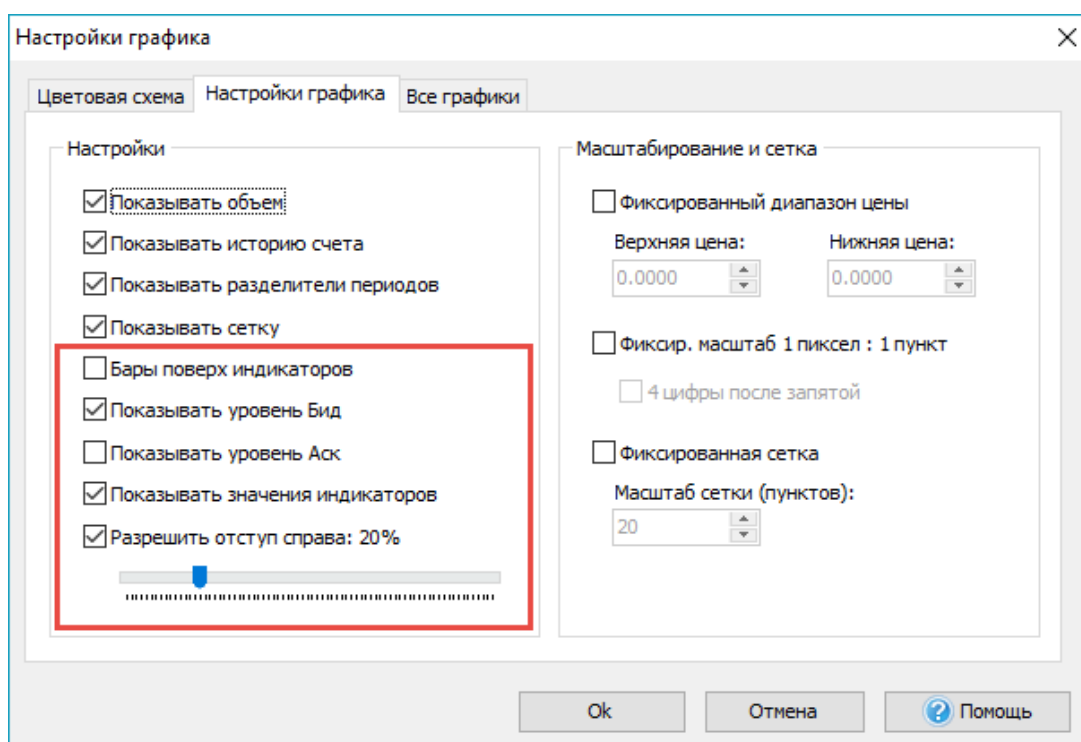 Настройки графика
Цветовая схема Настройки графика Все графики
Настройки
Показывать объем
Показывать историю счета
Показывать разделители периодов
Показывать сетку
Бары поверх индикаторов
Показывать уровень Бид
Показывать уровень Аск
Показывать значения индикаторов
Разрешить отступ справа: 20%
Масштабирование и сетка
Фиксированный диапазон цены
Верхняя цена: Нижняя цена:
0.0000 0.0000
Фиксир. масштаб 1 пиксел : 1 пункт
4 цифры после запятой
Фиксированная сетка
Масштаб сетки (пунктов):
20
Ok Отмена Помощь